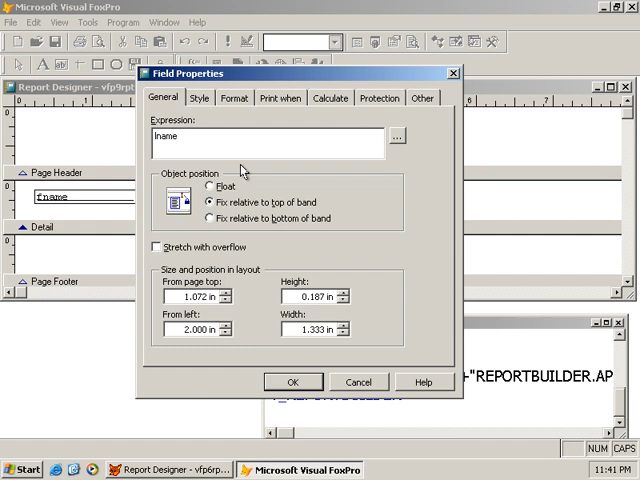 Microsoft Visual FoxPro
File Edit View Tools Program Window Help
Report Designer - vfp9rpt
0
7
Page Header
fname
Detail
Page Footer
Field Properties
General Style Format Print when Calculate Protection Other
Expression:
lname
...
Object position
Float
Fix relative to top of band
Fix relative to bottom of band
Stretch with overflow
Size and position in layout
From page top: Height:
1.072 in 0.187 in
From left: Width:
2.000 in 1.333 in
OK Cancel Help
+"REPORTBUILDER.AP
NUM CAPS
Start Report Designer - vfp6rp... Microsoft Visual FoxPro 11:41 PM